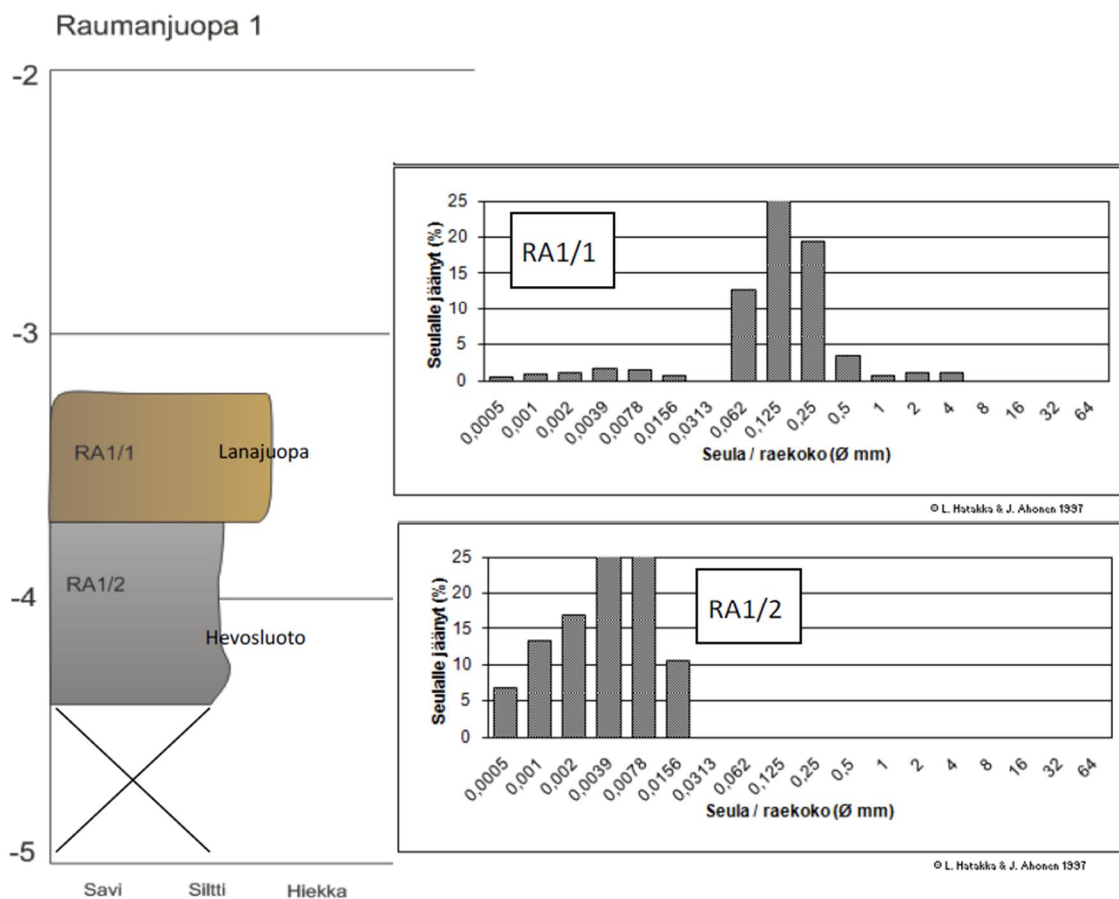 Raumanjuopa 1
-2
-3
-4
-5
RA1/1
Lanajuopa
RA1/2
Hevosluoto
Savi Siltti Hiekka
RA1/1
Seulalle jäänyt (%)
25
20
15
10
5
0
0,0005 0,001 0,002 0,0039 0,0078 0,0156 0,0313 0,062 0,125 0,25 0,5 1 2 4 8 16 32 64
Seula / raekoko (Ø mm)
© L. Hatakka & J. Ahonen 1997
RA1/2
Seulalle jäänyt (%)
25
20
15
10
5
0
0,0005 0,001 0,002 0,0039 0,0078 0,0156 0,0313 0,062 0,125 0,25 0,5 1 2 4 8 16 32 64
Seula / raekoko (Ø mm)
© L. Hatakka & J. Ahonen 1997